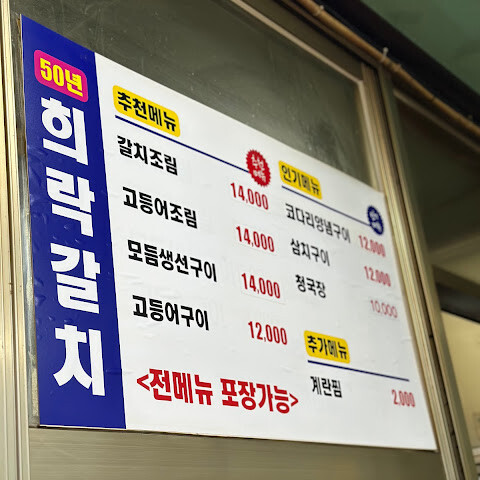 50년
희락갈치
추천메뉴
갈치조림 14,000
고등어조림 14,000
모듬생선구이 14,000
고등어구이 12,000
인기메뉴
코다리양념구이 12,000
삼치구이 12,000
청국장 10,000
추가메뉴
계란찜 2,000
<전메뉴 포장가능>